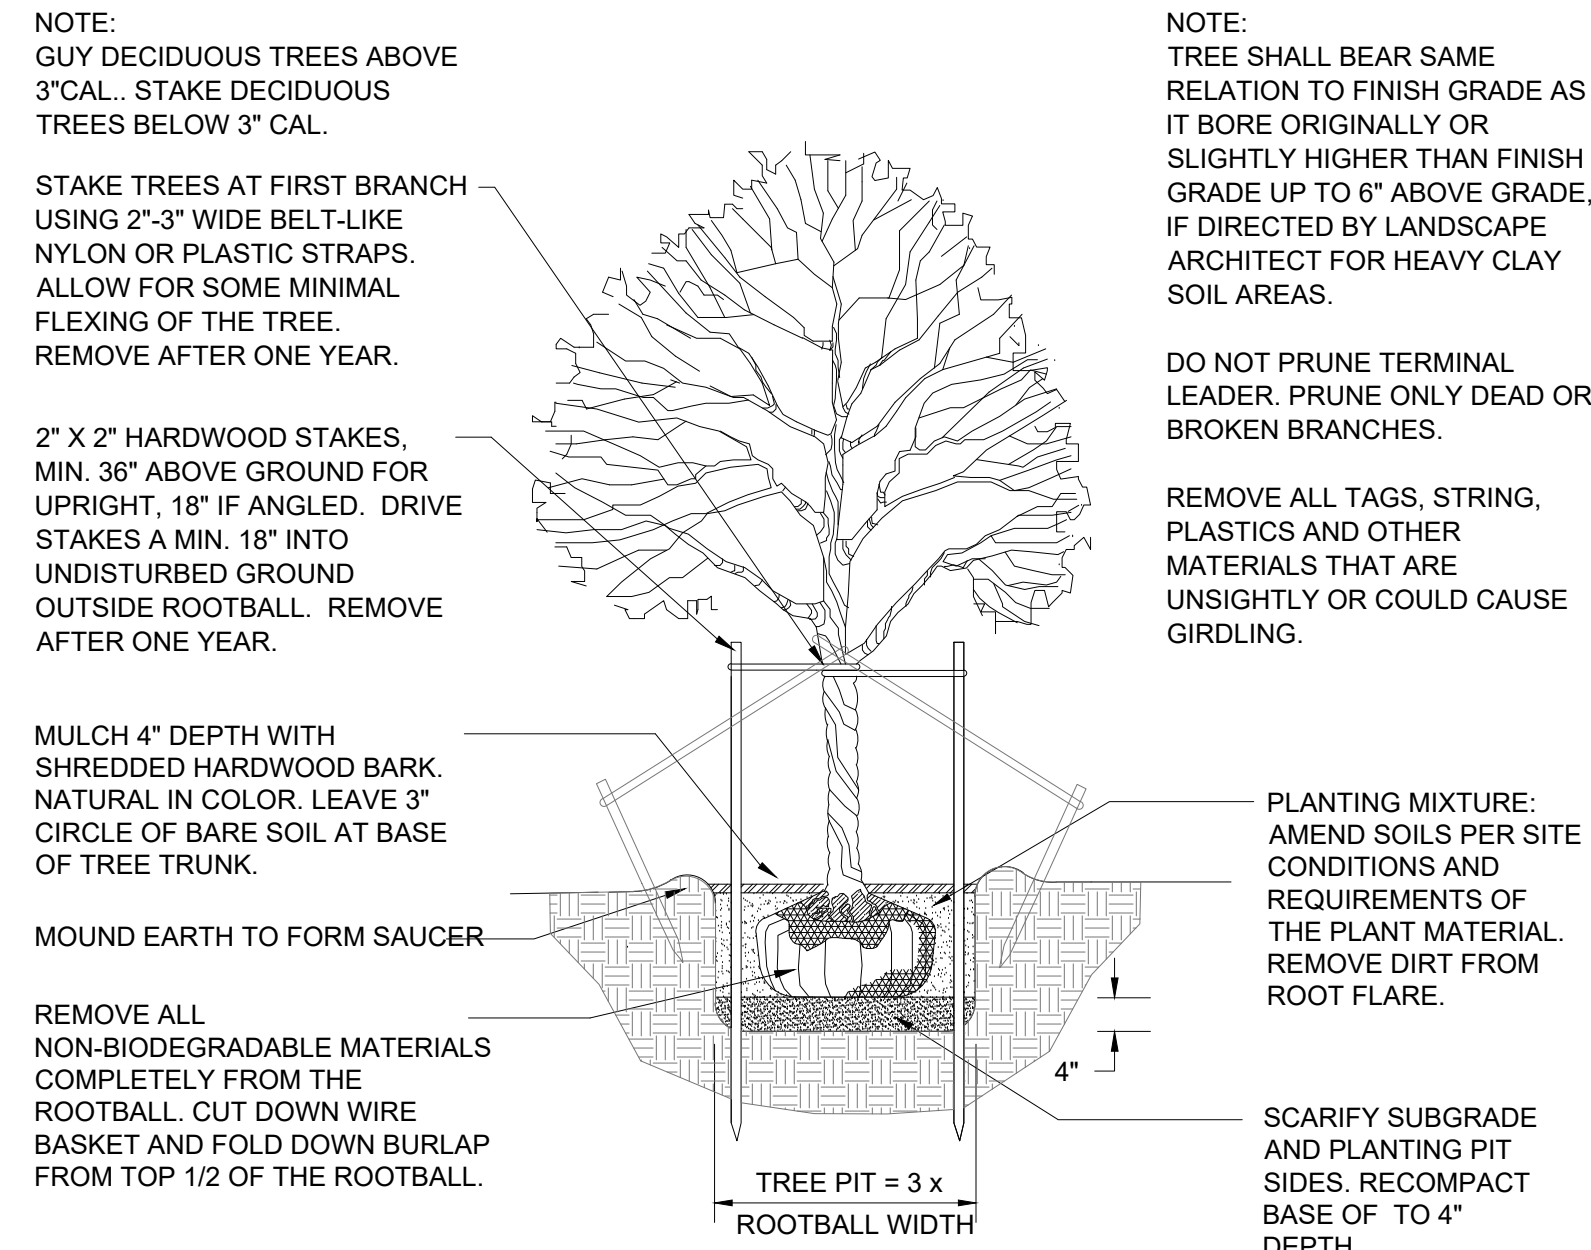 NOTE:
GUY DECIDUOUS TREES ABOVE
3"CAL.. STAKE DECIDUOUS
TREES BELOW 3" CAL.
STAKE TREES AT FIRST BRANCH
USING 2"-3" WIDE BELT-LIKE
NYLON OR PLASTIC STRAPS.
ALLOW FOR SOME MINIMAL
FLEXING OF THE TREE.
REMOVE AFTER ONE YEAR.
2" X 2" HARDWOOD STAKES,
MIN. 36" ABOVE GROUND FOR
UPRIGHT, 18" IF ANGLED. DRIVE
STAKES A MIN. 18" INTO
UNDISTURBED GROUND
OUTSIDE ROOTBALL. REMOVE
AFTER ONE YEAR.
MULCH 4" DEPTH WITH
SHREDDED HARDWOOD BARK.
NATURAL IN COLOR. LEAVE 3"
CIRCLE OF BARE SOIL AT BASE
OF TREE TRUNK.
MOUND EARTH TO FORM SAUCER
REMOVE ALL
NON-BIODEGRADABLE MATERIALS
COMPLETELY FROM THE
ROOTBALL. CUT DOWN WIRE
BASKET AND FOLD DOWN BURLAP
FROM TOP 1/2 OF THE ROOTBALL.
TREE PIT = 3 x
ROOTBALL WIDTH
NOTE:
TREE SHALL BEAR SAME
RELATION TO FINISH GRADE AS
IT BORE ORIGINALLY OR
SLIGHTLY HIGHER THAN FINISH
GRADE UP TO 6" ABOVE GRADE,
IF DIRECTED BY LANDSCAPE
ARCHITECT FOR HEAVY CLAY
SOIL AREAS.
DO NOT PRUNE TERMINAL
LEADER. PRUNE ONLY DEAD OR
BROKEN BRANCHES.
REMOVE ALL TAGS, STRING,
PLASTICS AND OTHER
MATERIALS THAT ARE
UNSIGHTLY OR COULD CAUSE
GIRDLING.
PLANTING MIXTURE:
AMEND SOILS PER SITE
CONDITIONS AND
REQUIREMENTS OF
THE PLANT MATERIAL.
REMOVE DIRT FROM
ROOT FLARE.
4"
SCARIFY SUBGRADE
AND PLANTING PIT
SIDES. RECOMPACT
BASE OF TO 4"
DEPTH